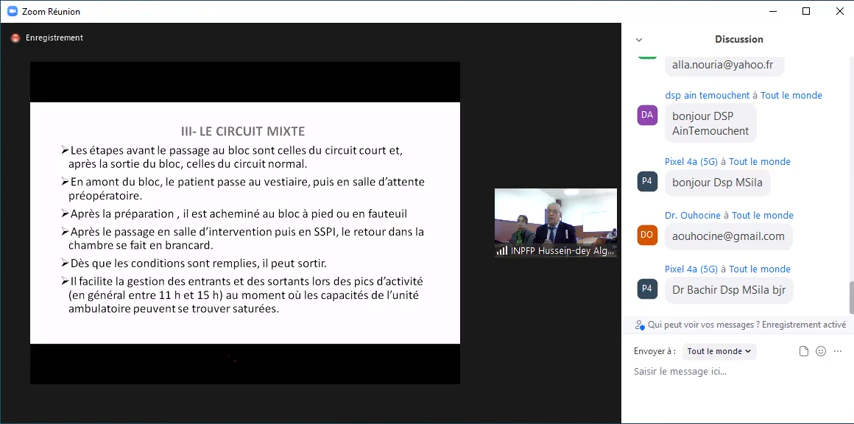 Zoom Réunion
Enregistrement
III- LE CIRCUIT MIXTE
➢Les étapes avant le passage au bloc sont celles du circuit court et,
après la sortie du bloc, celles du circuit normal.
➢En amont du bloc, le patient passe au vestiaire, puis en salle d'attente
préopératoire.
➢Après la préparation , il est acheminé au bloc à pied ou en fauteuil
➢Après le passage en salle d'intervention puis en SSPI, le retour dans la
chambre se fait en brancard.
➢Dès que les conditions sont remplies, il peut sortir.
➢Il facilite la gestion des entrants et des sortants lors des pics d'activité
(en général entre 11 h et 15 h) au moment où les capacités de l'unité
ambulatoire peuvent se trouver saturées.
INPFP Hussein-dey Alg...
Discussion
alla.nouria@yahoo.fr
dsp ain temouchent à Tout le monde
DA
bonjour DSP
AinTemouchent
Pixel 4a (5G) à Tout le monde
P4
bonjour Dsp MSila
Dr. Ouhocine à Tout le monde
DO
aouhocine@gmail.com
Pixel 4a (5G) à Tout le monde
P4
Dr Bachir Dsp MSila bjr
Qui peut voir vos messages ? Enregistrement activé
Envoyer à : Tout le monde
Saisir le message ici...